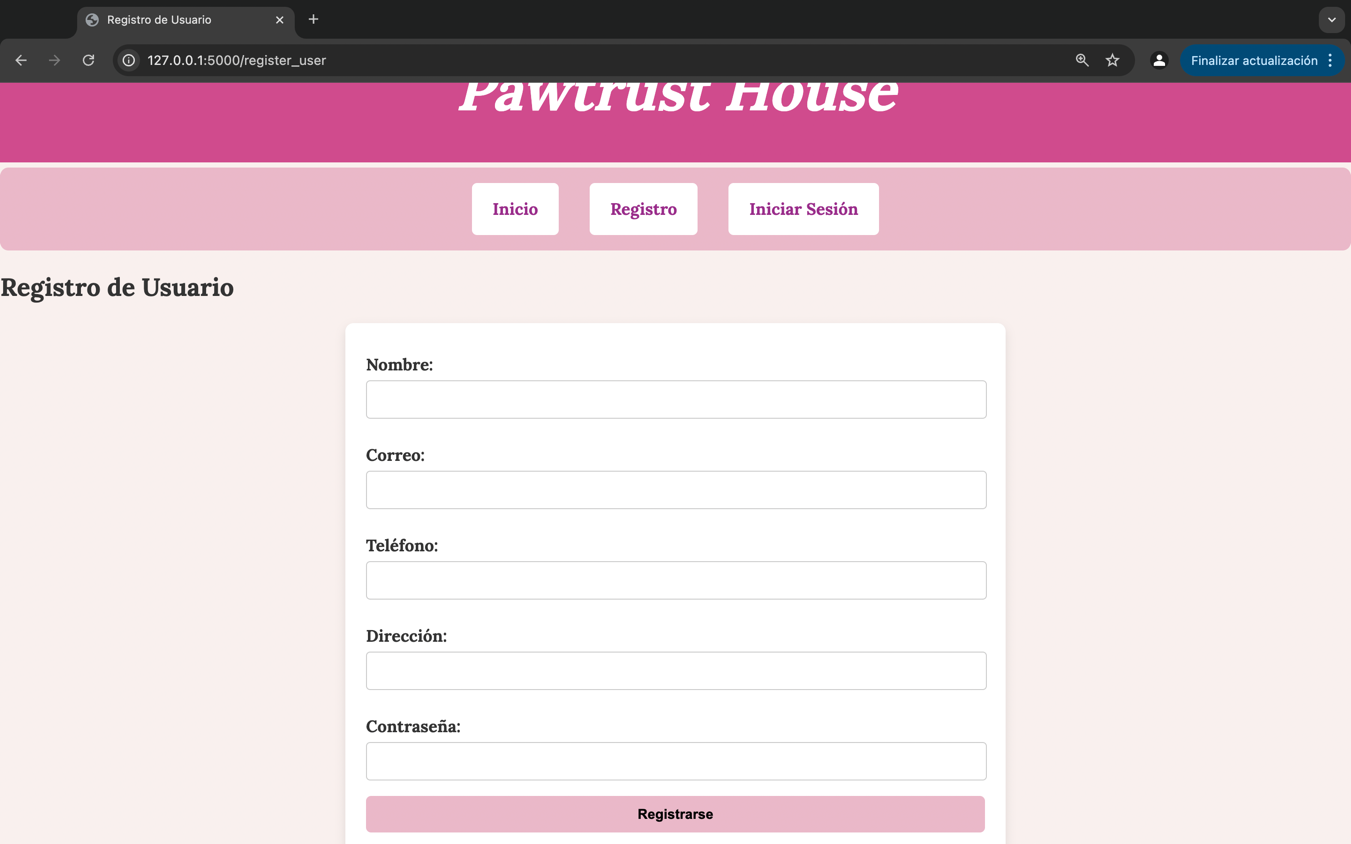 Registro de Usuario
127.0.0.1:5000/register_user
Finalizar actualización
Pawtrust House
Inicio
Registro
Iniciar Sesión
Registro de Usuario
Nombre:
Correo:
Teléfono:
Dirección:
Contraseña:
Registrarse